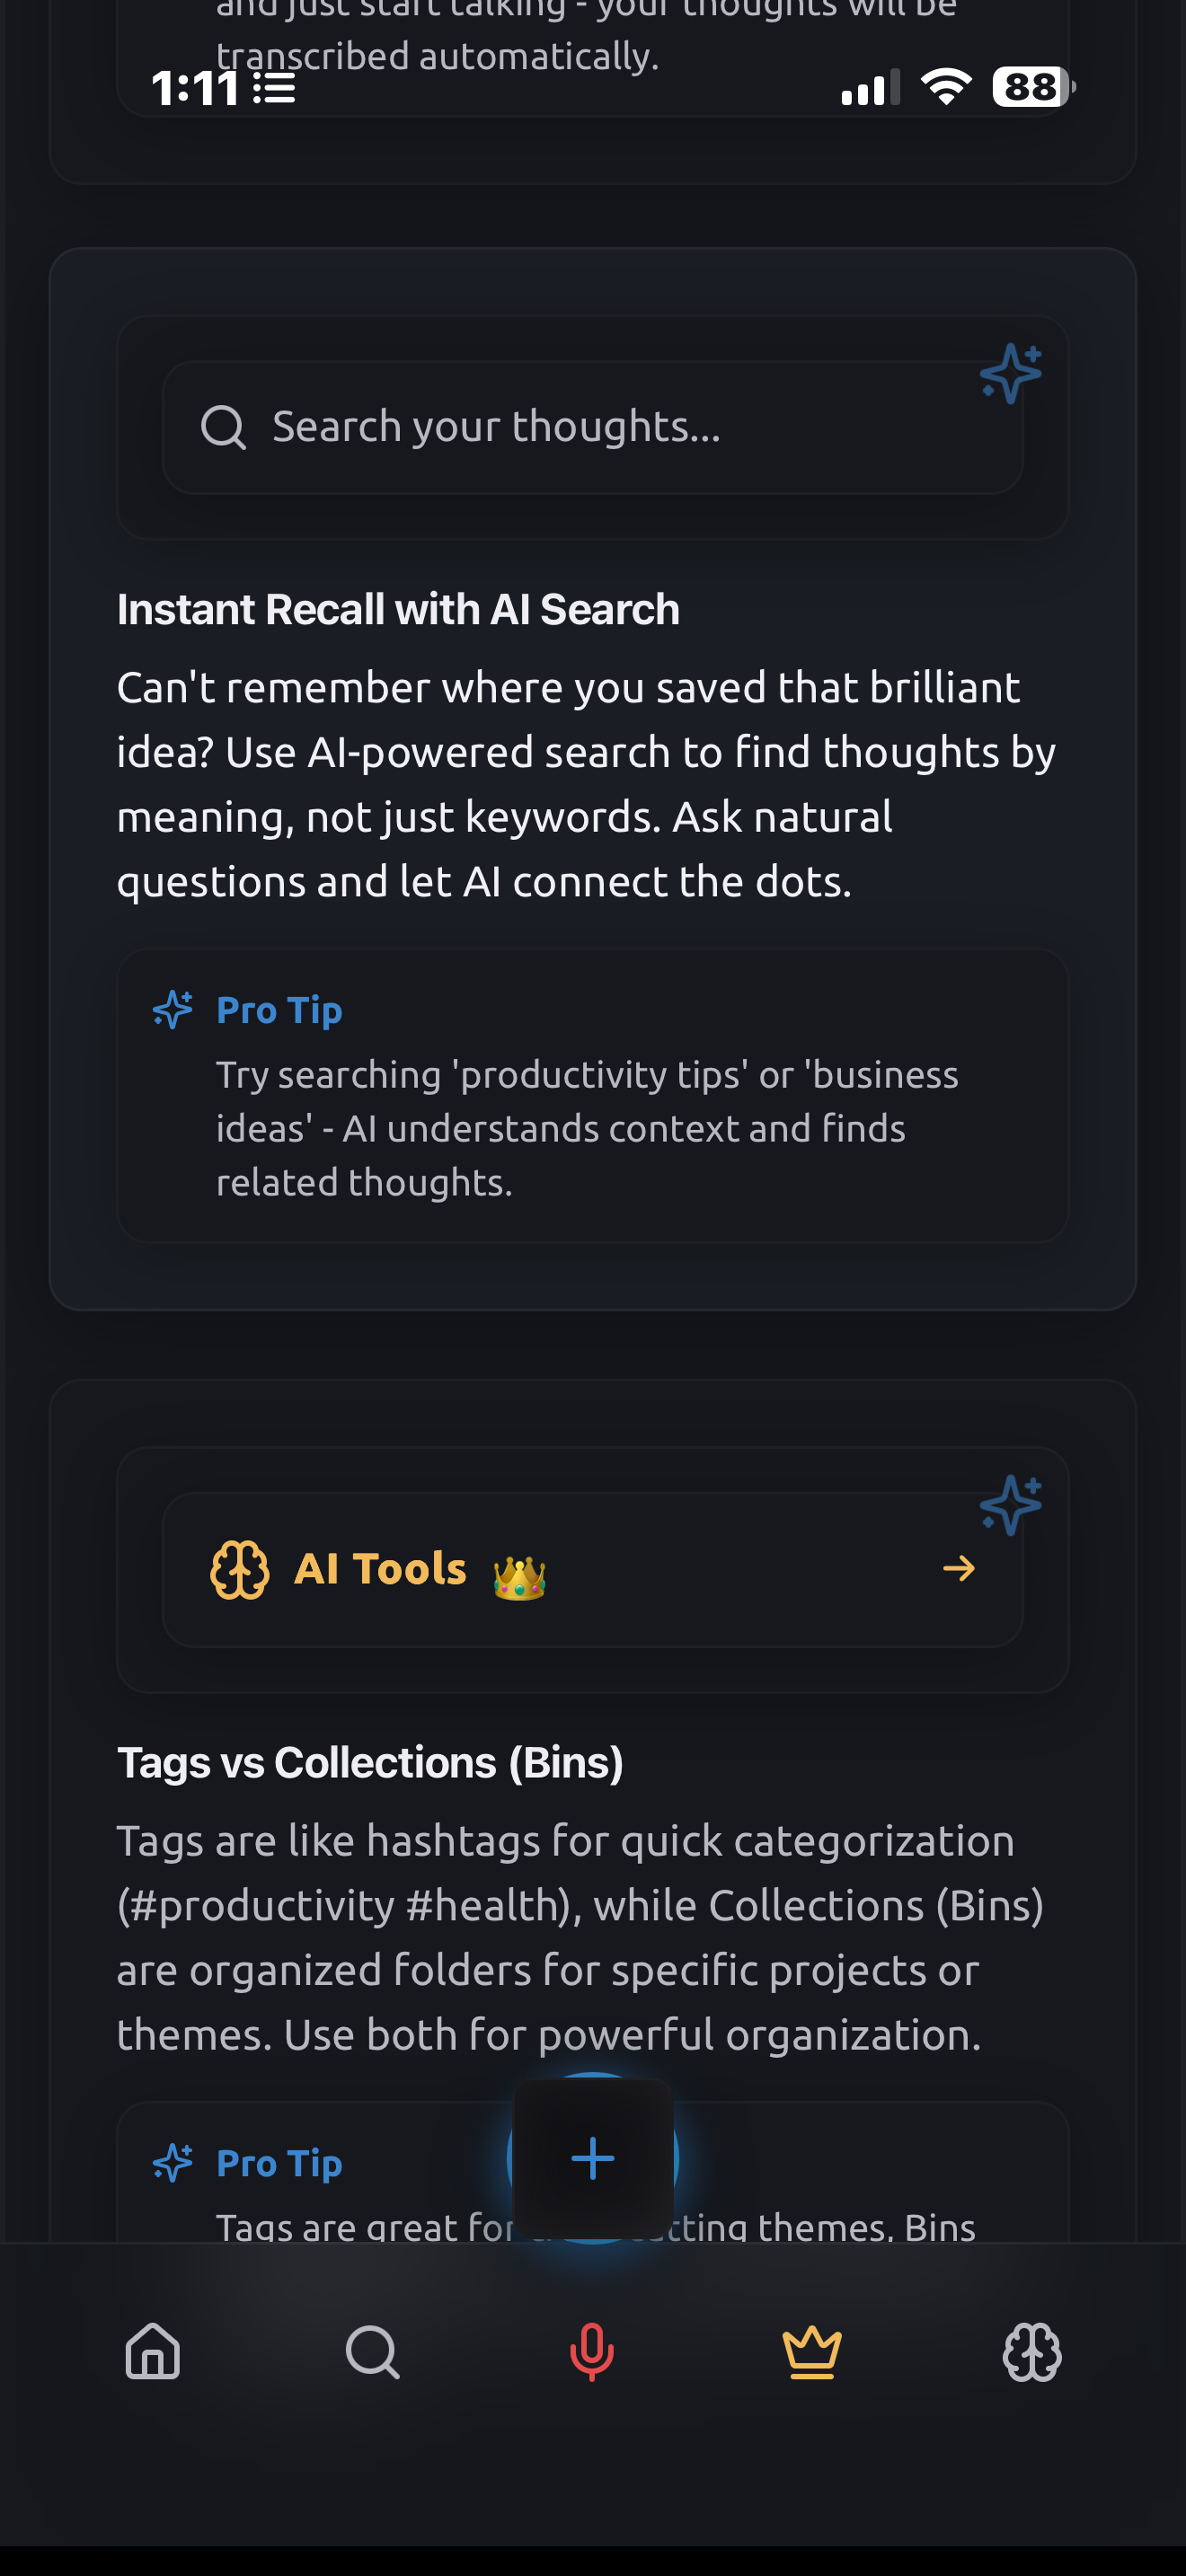 and just start talking - your thoughts will be
transcribed automatically.
1:11
88
Search your thoughts...
Instant Recall with AI Search
Can't remember where you saved that brilliant
idea? Use AI-powered search to find thoughts by
meaning, not just keywords. Ask natural
questions and let AI connect the dots.
Pro Tip
Try searching 'productivity tips' or 'business
ideas' - AI understands context and finds
related thoughts.
AI Tools 👑
Tags vs Collections (Bins)
Tags are like hashtags for quick categorization
(#productivity #health), while Collections (Bins)
are organized folders for specific projects or
themes. Use both for powerful organization.
Pro Tip
Tags are great for themes, Bins